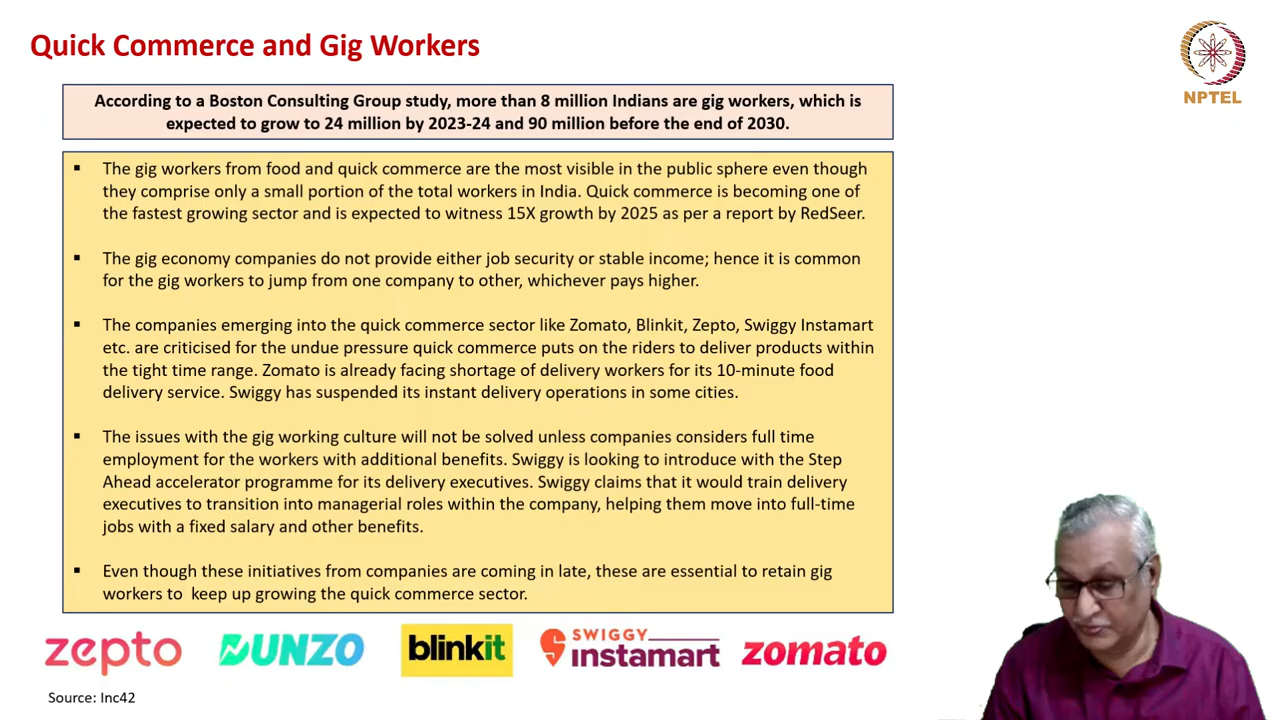 Quick Commerce and Gig Workers
NPTEL
According to a Boston Consulting Group study, more than 8 million Indians are gig workers, which is
expected to grow to 24 million by 2023-24 and 90 million before the end of 2030.
▪ The gig workers from food and quick commerce are the most visible in the public sphere even though
they comprise only a small portion of the total workers in India. Quick commerce is becoming one of
the fastest growing sector and is expected to witness 15X growth by 2025 as per a report by RedSeer.
▪ The gig economy companies do not provide either job security or stable income; hence it is common
for the gig workers to jump from one company to other, whichever pays higher.
▪ The companies emerging into the quick commerce sector like Zomato, Blinkit, Zepto, Swiggy Instamart
etc. are criticised for the undue pressure quick commerce puts on the riders to deliver products within
the tight time range. Zomato is already facing shortage of delivery workers for its 10-minute food
delivery service. Swiggy has suspended its instant delivery operations in some cities.
▪ The issues with the gig working culture will not be solved unless companies considers full time
employment for the workers with additional benefits. Swiggy is looking to introduce with the Step
Ahead accelerator programme for its delivery executives. Swiggy claims that it would train delivery
executives to transition into managerial roles within the company, helping them move into full-time
jobs with a fixed salary and other benefits.
▪ Even though these initiatives from companies are coming in late, these are essential to retain gig
workers to keep up growing the quick commerce sector.
zepto
DUNZO
blinkit
SWIGGY
instamart
zomato
Source: Inc42